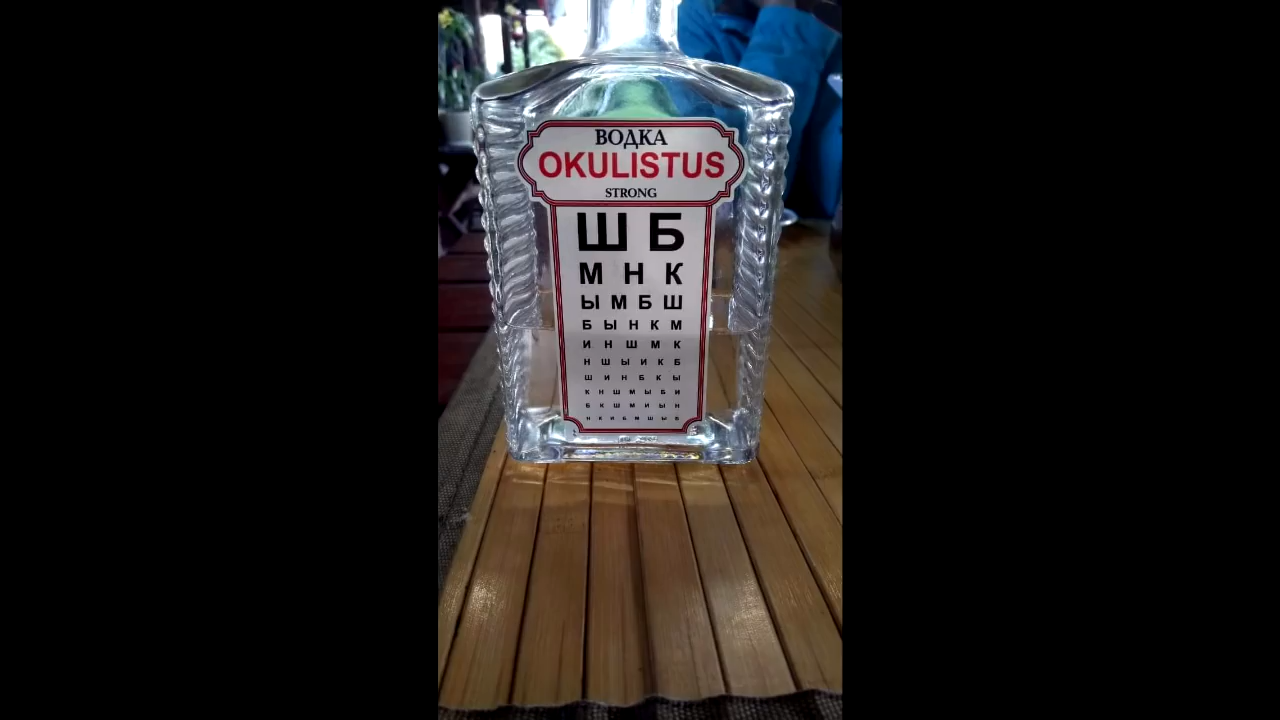 ВОДКА
OKULISTUS
STRONG
Ш Б
М Н К
Ы М Б Ш
Б Ы Н К М
И Н Ш М К
Н Ш Ы И К Б
Ш И Н Б К Ы
К Н Ш М Ы Б И
Б К Ш М И Ы Н
Н К И Б М Ш Ы Б